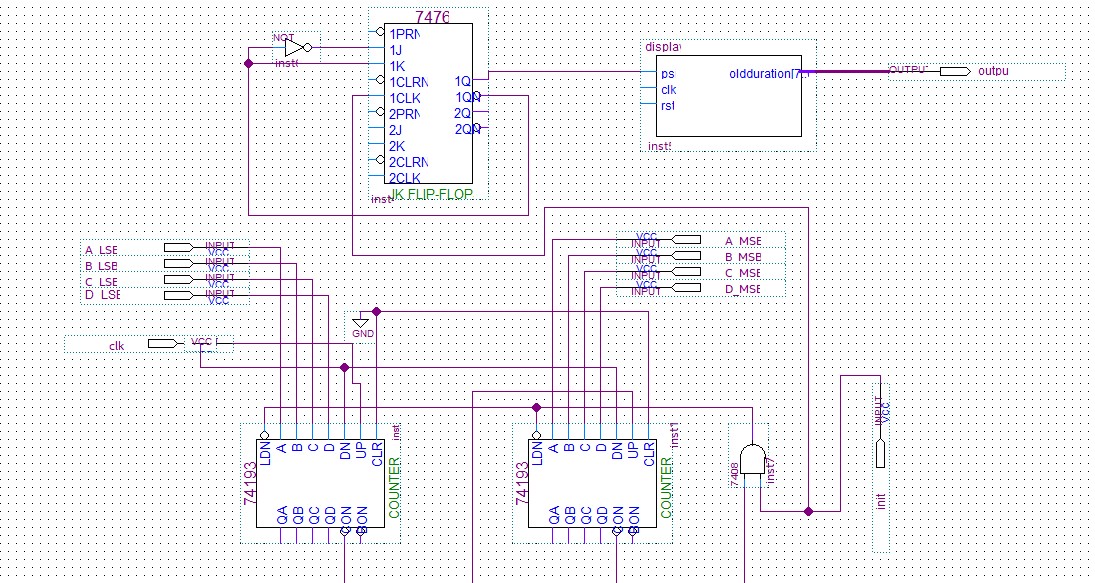 7476
1PRN
1J
1K
1CLRN
1CLK
2PRN
2J
2K
2CLRN
2CLK
1Q
1QN
2Q
2QN
JK FLIP-FLOP
inst
NOT
inst6
display
ps
clk
rst
oldduration[7..
OUTPUT
outpu
A_LSB
B_LSB
C_LSB
D_LSB
INPUT
VCC
INPUT
VCC
INPUT
VCC
INPUT
VCC
VCC
INPUT
VCC
INPUT
VCC
INPUT
VCC
INPUT
A_MSB
B_MSB
C_MSB
D_MSB
GND
clk
VCC
74193
LDN
A
B
C
D
DN
UP
CLR
QA
QB
QC
QD
CON
BON
COUNTER
inst
74193
LDN
A
B
C
D
DN
UP
CLR
QA
QB
QC
QD
CON
BON
COUNTER
inst1
7408
inst7
INPUT
VCC
init